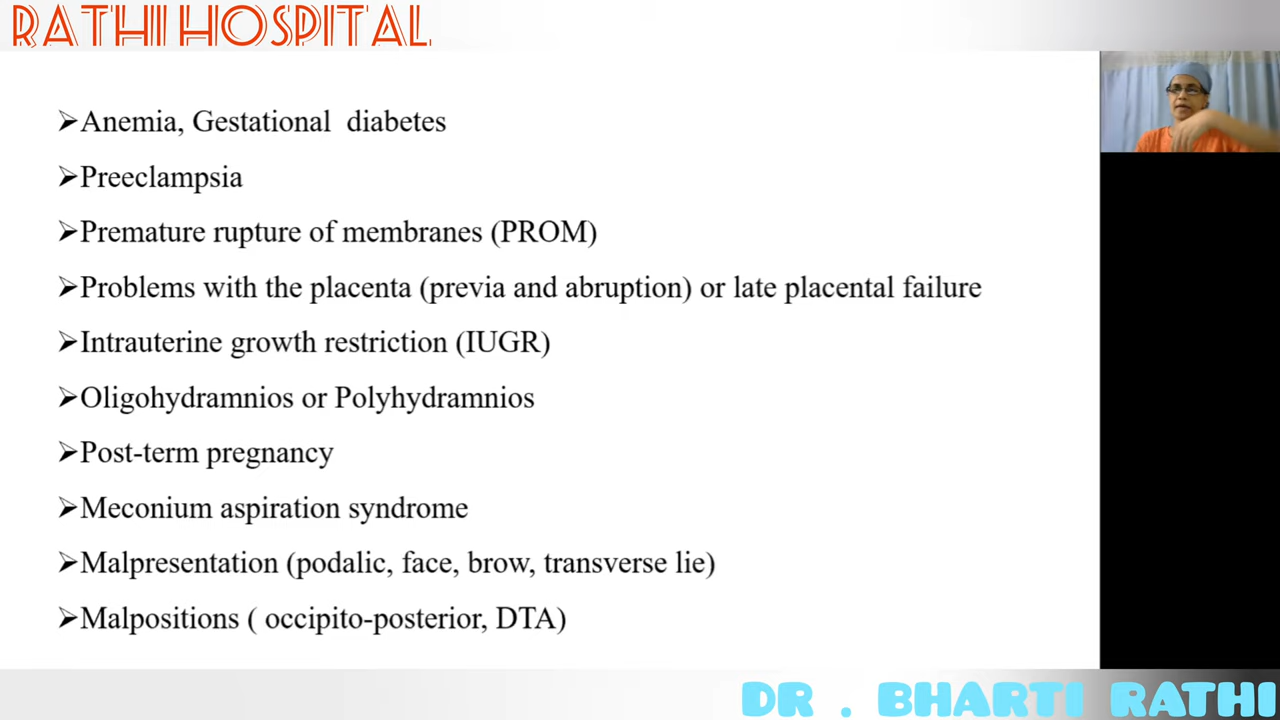 RATHI HOSPITAL
➢Anemia, Gestational diabetes
➢Preeclampsia
➢Premature rupture of membranes (PROM)
➢Problems with the placenta (previa and abruption) or late placental failure
➢Intrauterine growth restriction (IUGR)
➢Oligohydramnios or Polyhydramnios
➢Post-term pregnancy
➢Meconium aspiration syndrome
➢Malpresentation (podalic, face, brow, transverse lie)
➢Malpositions ( occipito-posterior, DTA)
DR . BHARTI RATHI